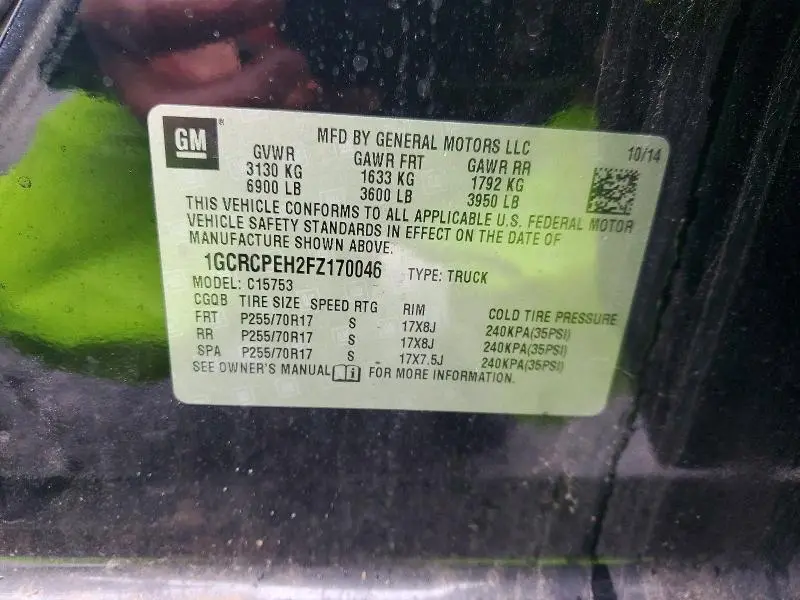 GM ®
MFD BY GENERAL MOTORS LLC
10/14
GVWR GAWR FRT GAWR RR
3130 KG 1633 KG 1792 KG
6900 LB 3600 LB 3950 LB
THIS VEHICLE CONFORMS TO ALL APPLICABLE U.S. FEDERAL MOTOR
VEHICLE SAFETY STANDARDS IN EFFECT ON THE DATE OF
MANUFACTURE SHOWN ABOVE.
1GCRCPEH2FZ170046 TYPE: TRUCK
MODEL: C15753
CGQB TIRE SIZE SPEED RTG RIM COLD TIRE PRESSURE
FRT P255/70R17 S 17X8J 240KPA(35PSI)
RR P255/70R17 S 17X8J 240KPA(35PSI)
SPA P255/70R17 S 17X7.5J 240KPA(35PSI)
SEE OWNER'S MANUAL FOR MORE INFORMATION.